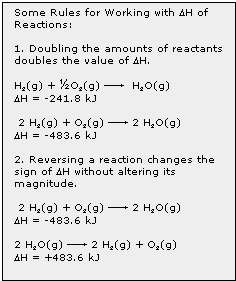 Some Rules for Working with ΔH of
Reactions:
1. Doubling the amounts of reactants
doubles the value of ΔH.
H₂(g) + ½O₂(g) ⟶ H₂O(g)
ΔH = -241.8 kJ
2 H₂(g) + O₂(g) ⟶ 2 H₂O(g)
ΔH = -483.6 kJ
2. Reversing a reaction changes the
sign of ΔH without altering its
magnitude.
2 H₂(g) + O₂(g) ⟶ 2 H₂O(g)
ΔH = -483.6 kJ
2 H₂O(g) ⟶ 2 H₂(g) + O₂(g)
ΔH = +483.6 kJ